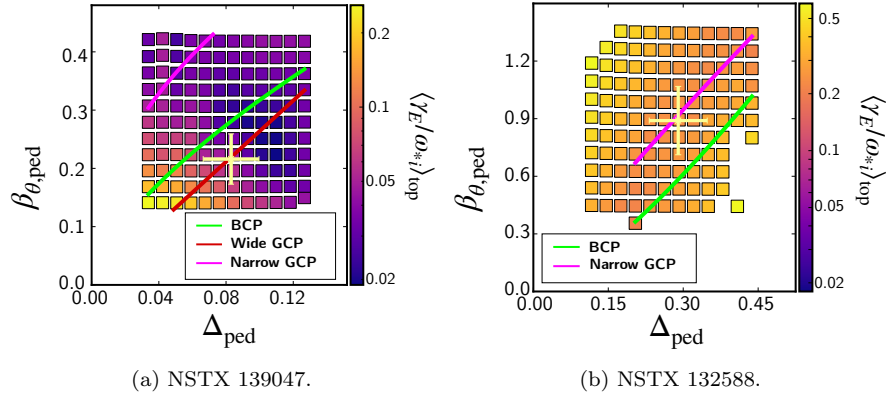 0.4
0.3
0.2
0.1
0.0
β_θ,ped
0.00
0.04
0.08
0.12
Δ_ped
BCP
Wide GCP
Narrow GCP
0.2
0.1
0.05
0.02
⟨γ_E/ω_*i⟩_top
(a) NSTX 139047.
1.2
0.9
0.6
0.3
0.0
β_θ,ped
0.00
0.15
0.30
0.45
Δ_ped
BCP
Narrow GCP
0.5
0.2
0.1
0.05
0.02
⟨γ_E/ω_*i⟩_top
(b) NSTX 132588.